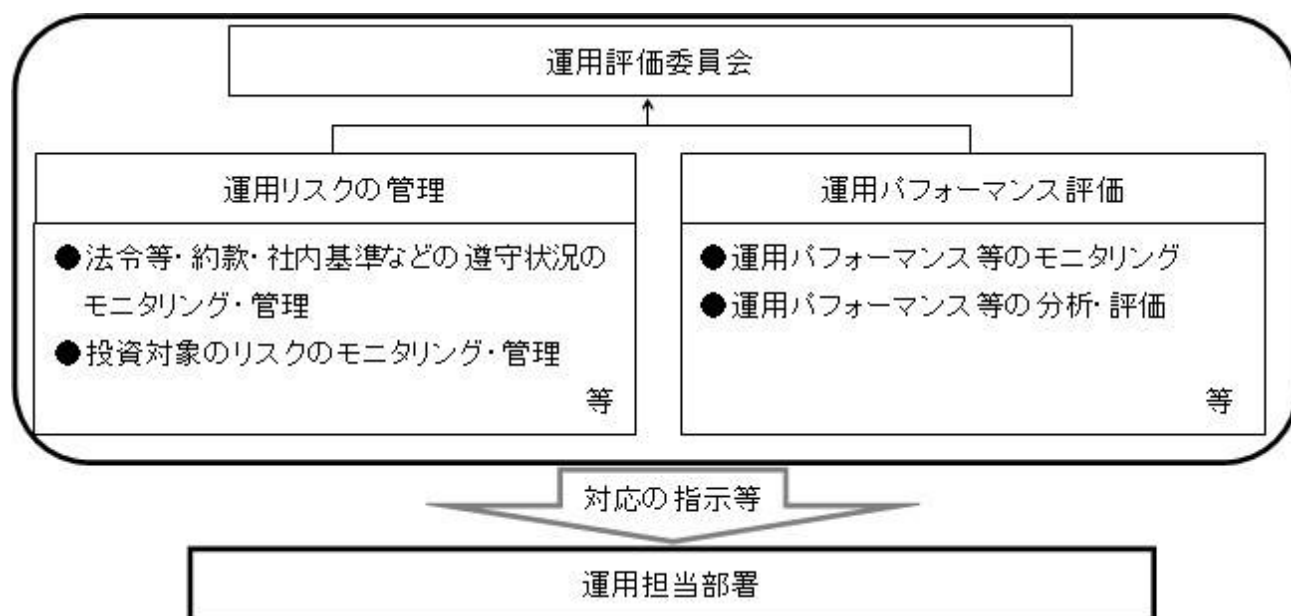 運用評価委員会
運用リスクの管理
●法令等・約款・社内基準などの遵守状況の
モニタリング・管理
●投資対象のリスクのモニタリング・管理
等
運用パフォーマンス評価
●運用パフォーマンス等のモニタリング
●運用パフォーマンス等の分析・評価
等
対応の指示等
運用担当部署